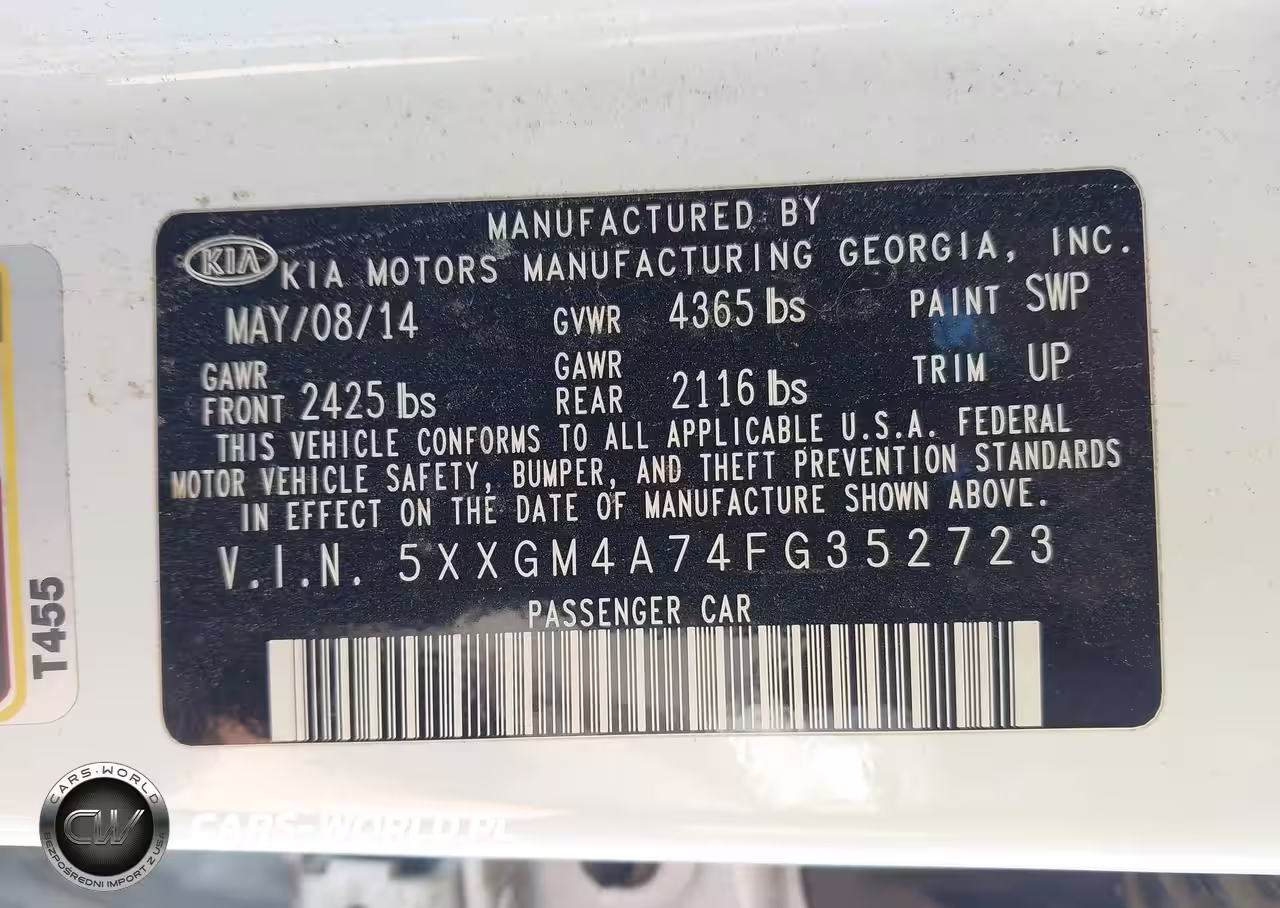 MANUFACTURED BY
KIA KIA MOTORS MANUFACTURING GEORGIA, INC.
MAY/08/14 GVWR 4365 lbs PAINT SWP
GAWR FRONT 2425 lbs GAWR REAR 2116 lbs TRIM UP
THIS VEHICLE CONFORMS TO ALL APPLICABLE U.S.A. FEDERAL
MOTOR VEHICLE SAFETY, BUMPER, AND THEFT PREVENTION STANDARDS
IN EFFECT ON THE DATE OF MANUFACTURE SHOWN ABOVE.
V.I.N. 5XXGM4A74FG352723
PASSENGER CAR
T455
CARS-WORLD
CW
BEZPOŚREDNI IMPORT Z USA
CARS-WORLD.PL